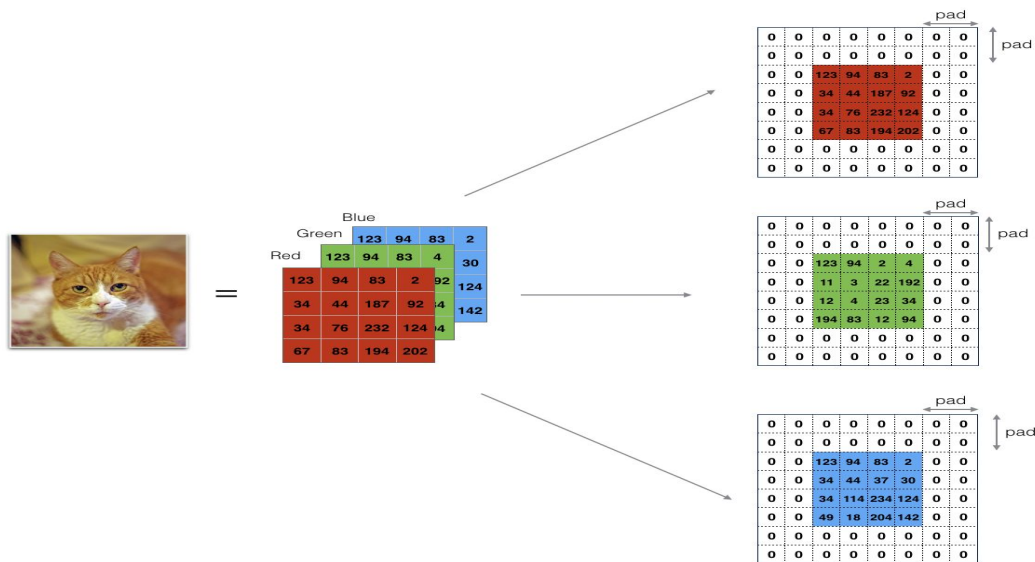 pad
0 0 0 0 0 0 0 0
0 0 0 0 0 0 0 0
pad
0 0 123 94 83 2 0 0
0 0 34 44 187 92 0 0
0 0 34 76 232 124 0 0
0 0 67 83 194 202 0 0
0 0 0 0 0 0 0 0
0 0 0 0 0 0 0 0
Blue
123 94 83 2
30
124
142
Green
123 94 83 4
92
34
94
Red
123 94 83 2
34 44 187 92
34 76 232 124
67 83 194 202
=
pad
0 0 0 0 0 0 0 0
0 0 0 0 0 0 0 0
pad
0 0 123 94 2 4 0 0
0 0 11 3 22 192 0 0
0 0 12 4 23 34 0 0
0 0 194 83 12 94 0 0
0 0 0 0 0 0 0 0
0 0 0 0 0 0 0 0
pad
0 0 0 0 0 0 0 0
0 0 0 0 0 0 0 0
pad
0 0 123 94 83 2 0 0
0 0 34 44 37 30 0 0
0 0 34 114 234 124 0 0
0 0 49 18 204 142 0 0
0 0 0 0 0 0 0 0
0 0 0 0 0 0 0 0